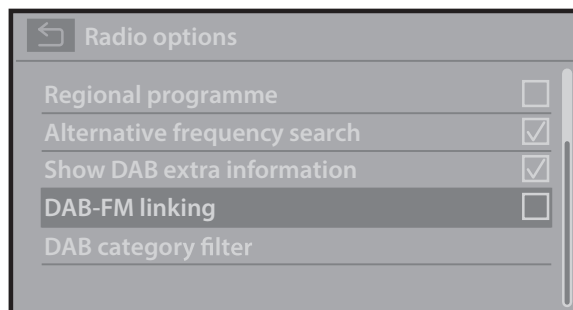 Radio options
Regional programme
Alternative frequency search
Show DAB extra information
DAB-FM linking
DAB category filter